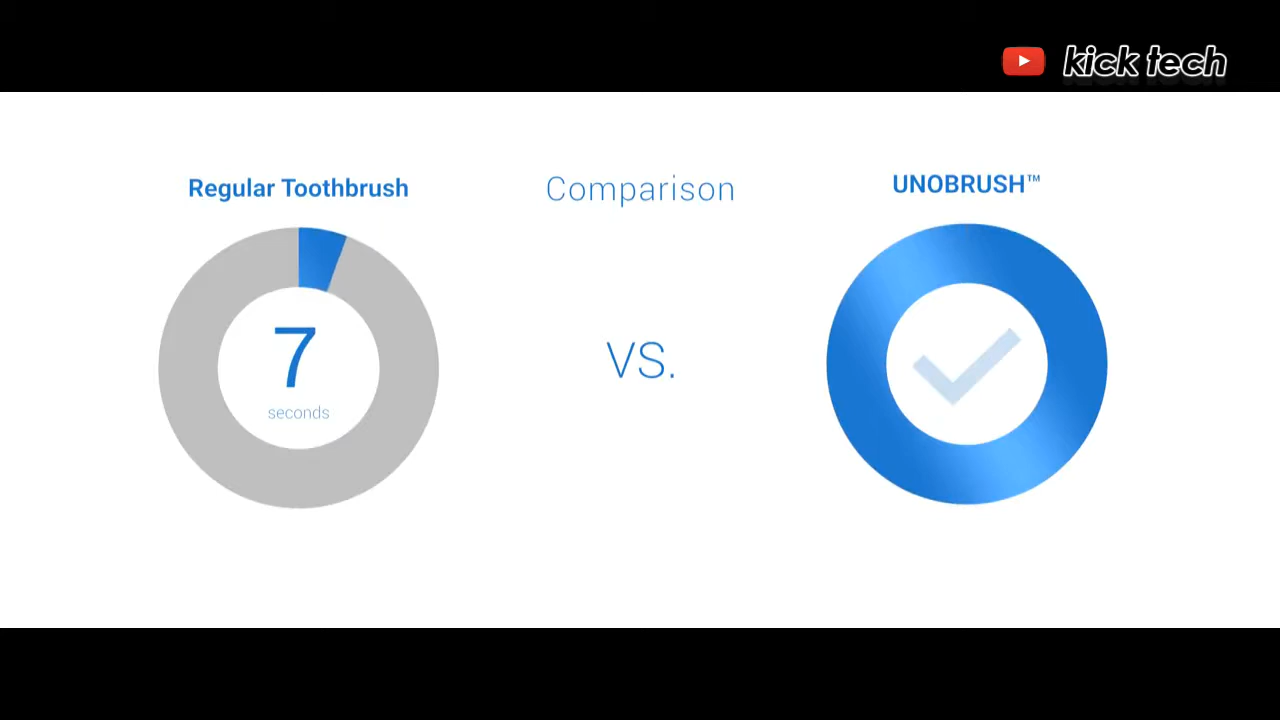 kick tech
Regular Toothbrush
Comparison
UNOBRUSH™
7
seconds
VS.